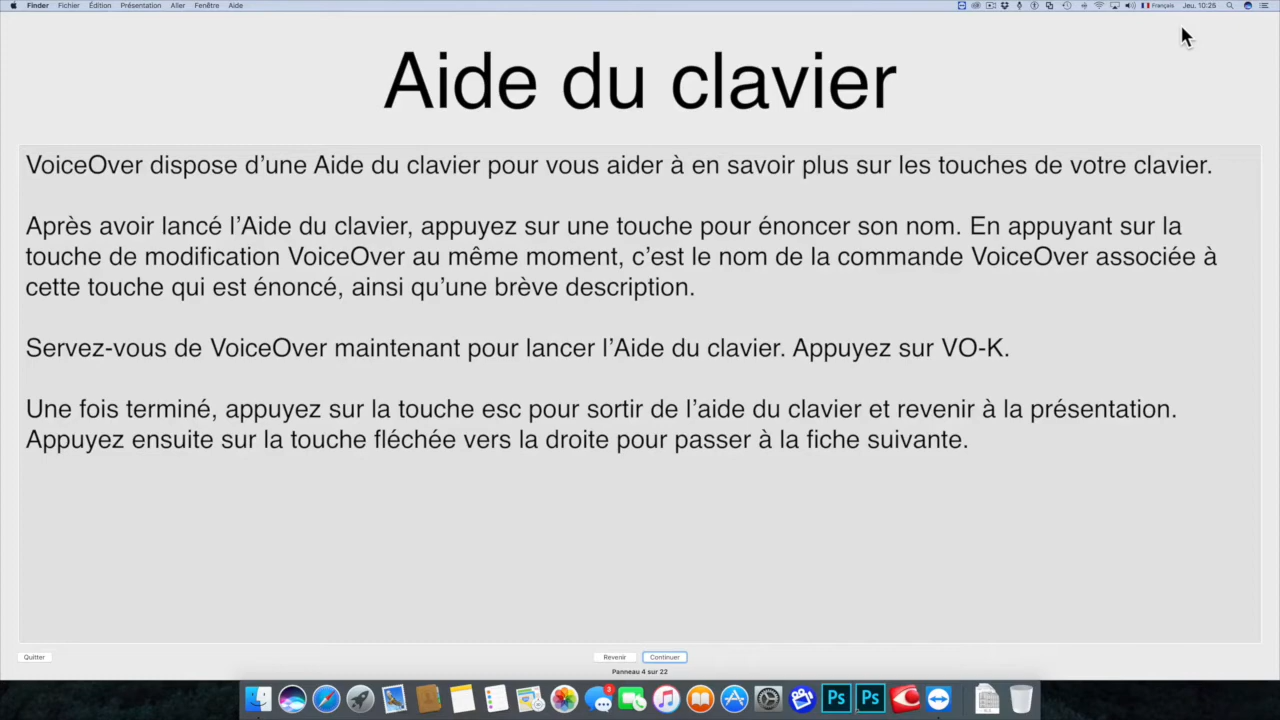 Finder Fichier Édition Présentation Aller Fenêtre Aide Français Jeu. 10:25
Aide du clavier
VoiceOver dispose d’une Aide du clavier pour vous aider à en savoir plus sur les touches de votre clavier.
Après avoir lancé l’Aide du clavier, appuyez sur une touche pour énoncer son nom. En appuyant sur la
touche de modification VoiceOver au même moment, c’est le nom de la commande VoiceOver associée à
cette touche qui est énoncé, ainsi qu’une brève description.
Servez-vous de VoiceOver maintenant pour lancer l’Aide du clavier. Appuyez sur VO-K.
Une fois terminé, appuyez sur la touche esc pour sortir de l’aide du clavier et revenir à la présentation.
Appuyez ensuite sur la touche fléchée vers la droite pour passer à la fiche suivante.
Quitter Revenir Continuer
Panneau 4 sur 22
3
Ps Ps